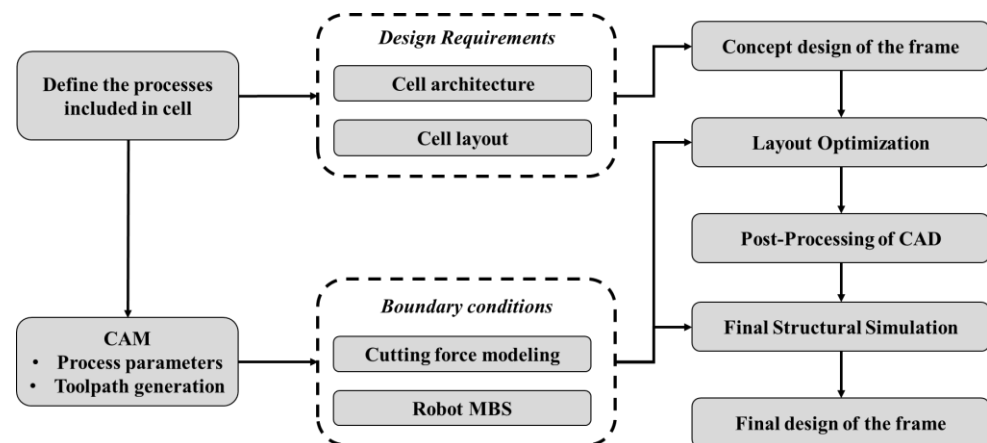 Define the processes
included in cell
Design Requirements
Cell architecture
Cell layout
Concept design of the frame
Layout Optimization
Post-Processing of CAD
Final Structural Simulation
Final design of the frame
CAM
• Process parameters
• Toolpath generation
Boundary conditions
Cutting force modeling
Robot MBS